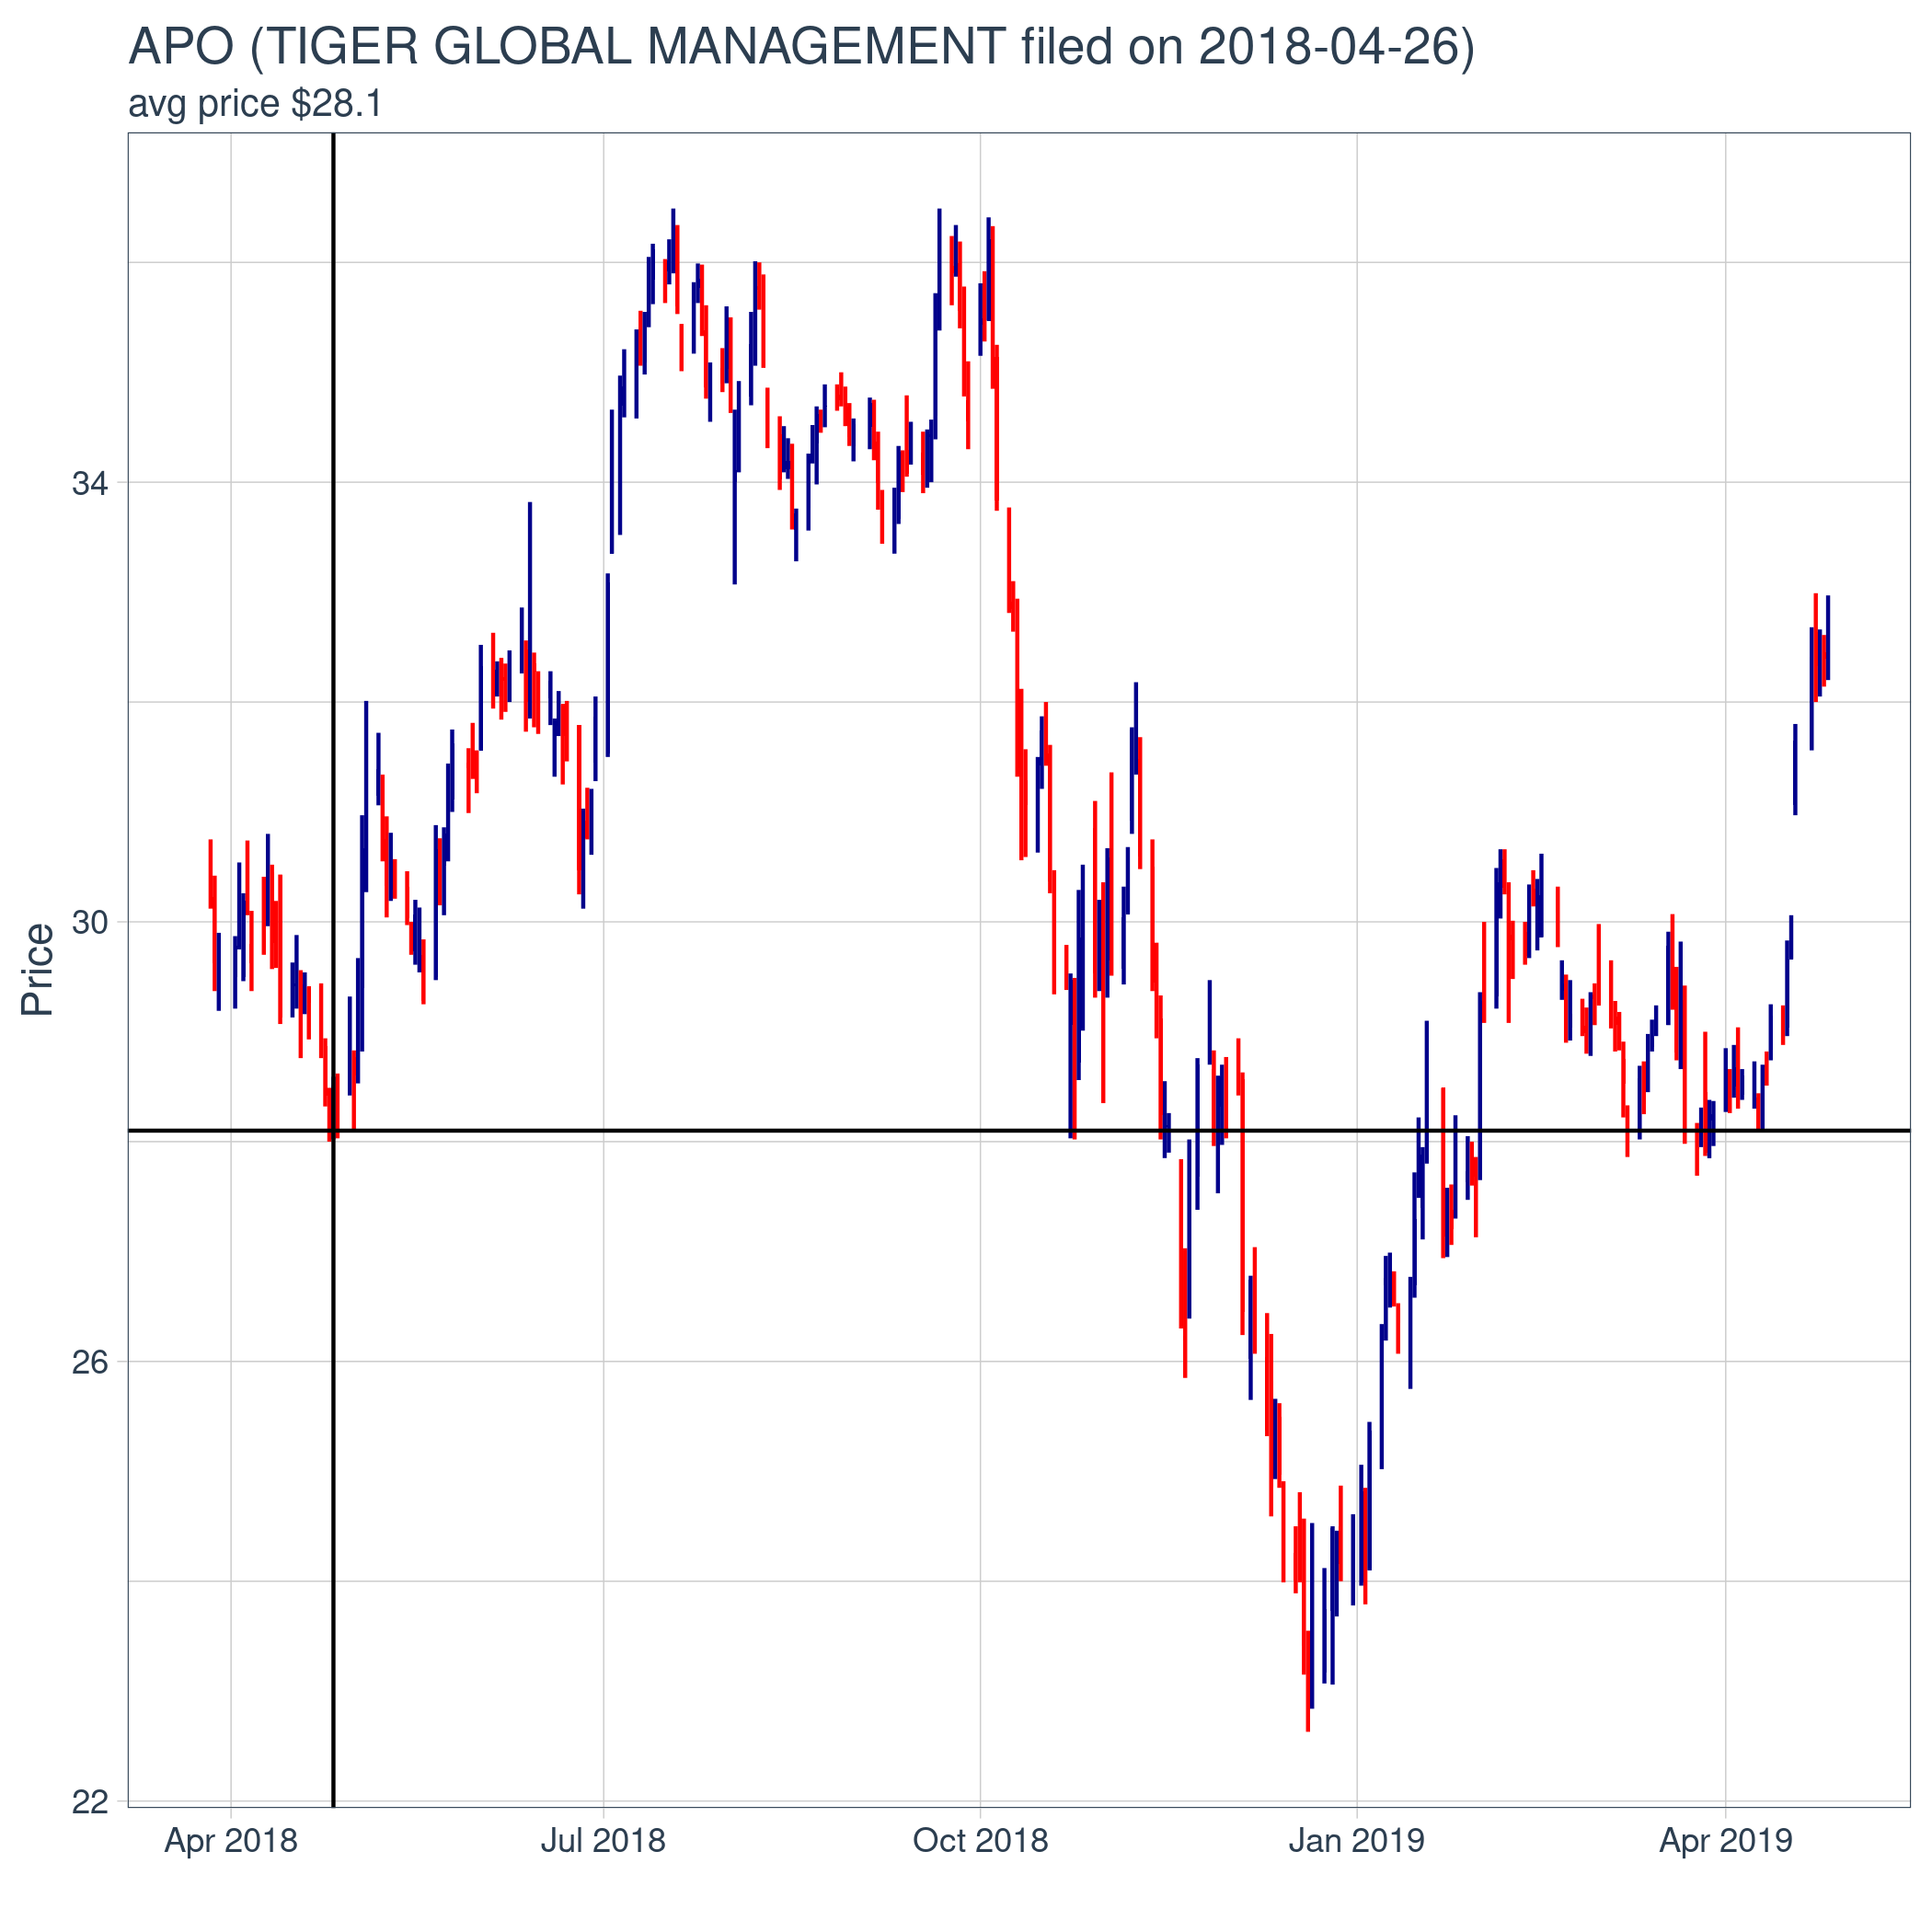 APO (TIGER GLOBAL MANAGEMENT filed on 2018-04-26)
avg price $28.1
34
30
26
22
Price
Apr 2018
Jul 2018
Oct 2018
Jan 2019
Apr 2019